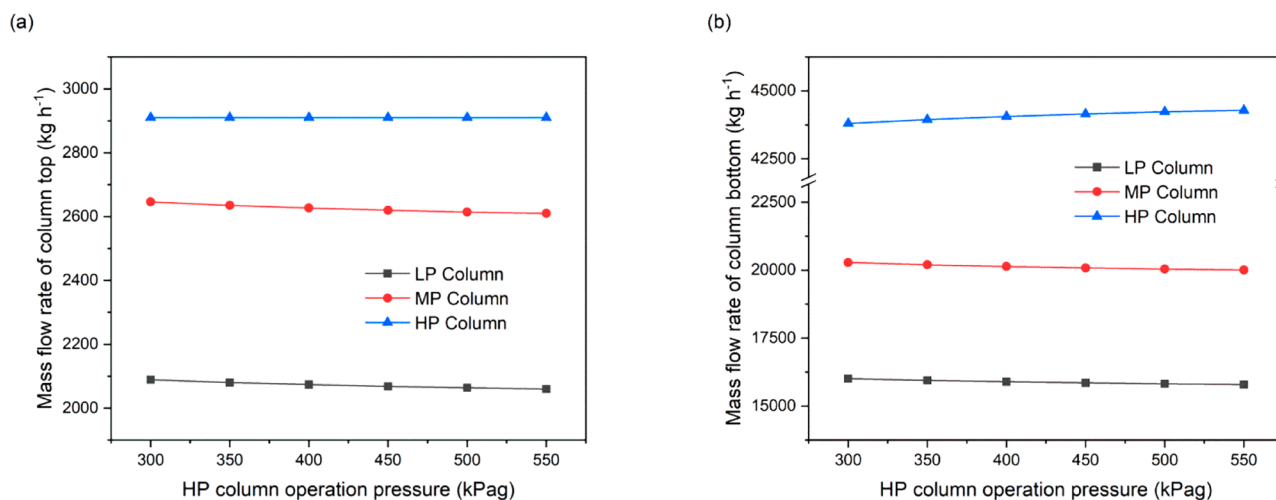 (a)
Mass flow rate of column top (kg h⁻¹)
3000
2800
2600
2400
2200
2000
LP Column
MP Column
HP Column
300 350 400 450 500 550
HP column operation pressure (kPag)
(b)
Mass flow rate of column bottom (kg h⁻¹)
45000
42500
22500
20000
17500
15000
LP Column
MP Column
HP Column
300 350 400 450 500 550
HP column operation pressure (kPag)